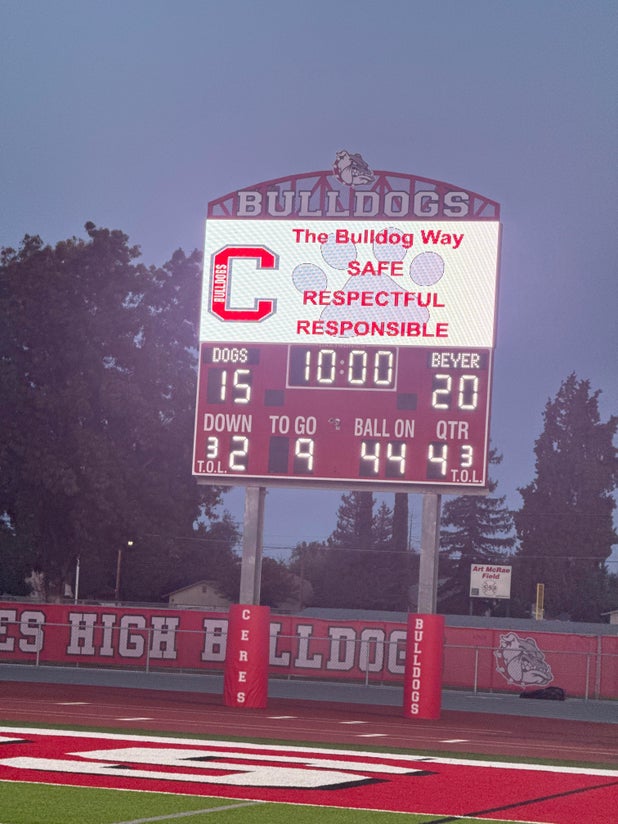 BULLDOGS
The Bulldog Way
SAFE
RESPECTFUL
RESPONSIBLE
C
BULLDOGS
DOGS 10:00 BEYER
15 20
DOWN TO GO BALL ON QTR
3 2 9 44 4 3
T.O.L. T.O.L.
Art McRae
Field
ES HIGH BULLDOG
CERES
BULLDOGS